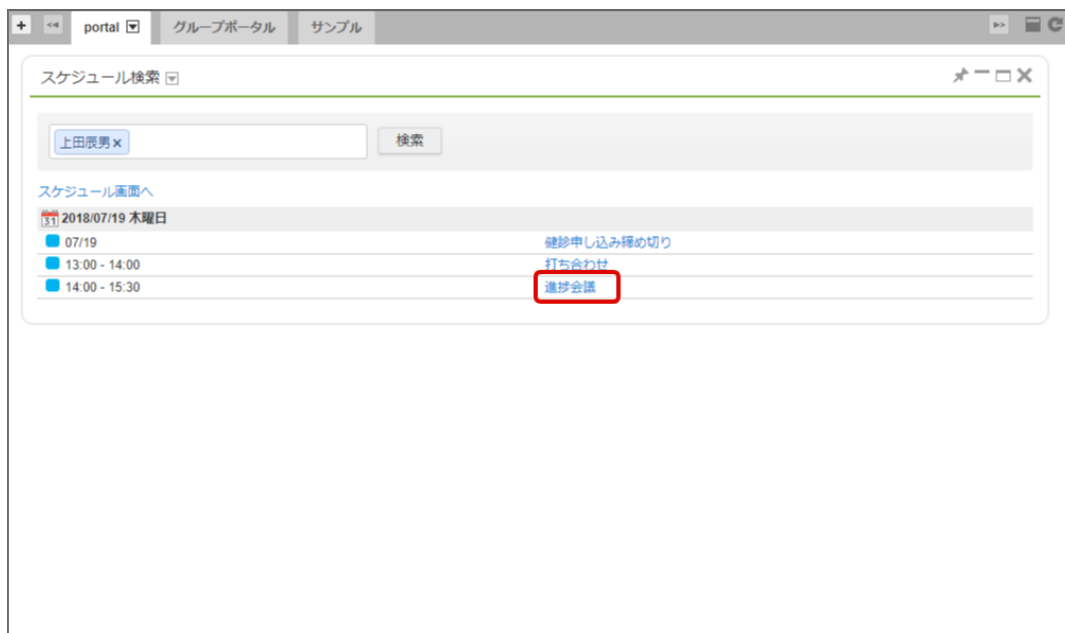 portal グループポータル サンプル
スケジュール検索
上田辰男× 検索
スケジュール画面へ
31 2018/07/19 木曜日
07/19 健診申し込み締め切り
13:00 - 14:00 打ち合わせ
14:00 - 15:30 進捗会議